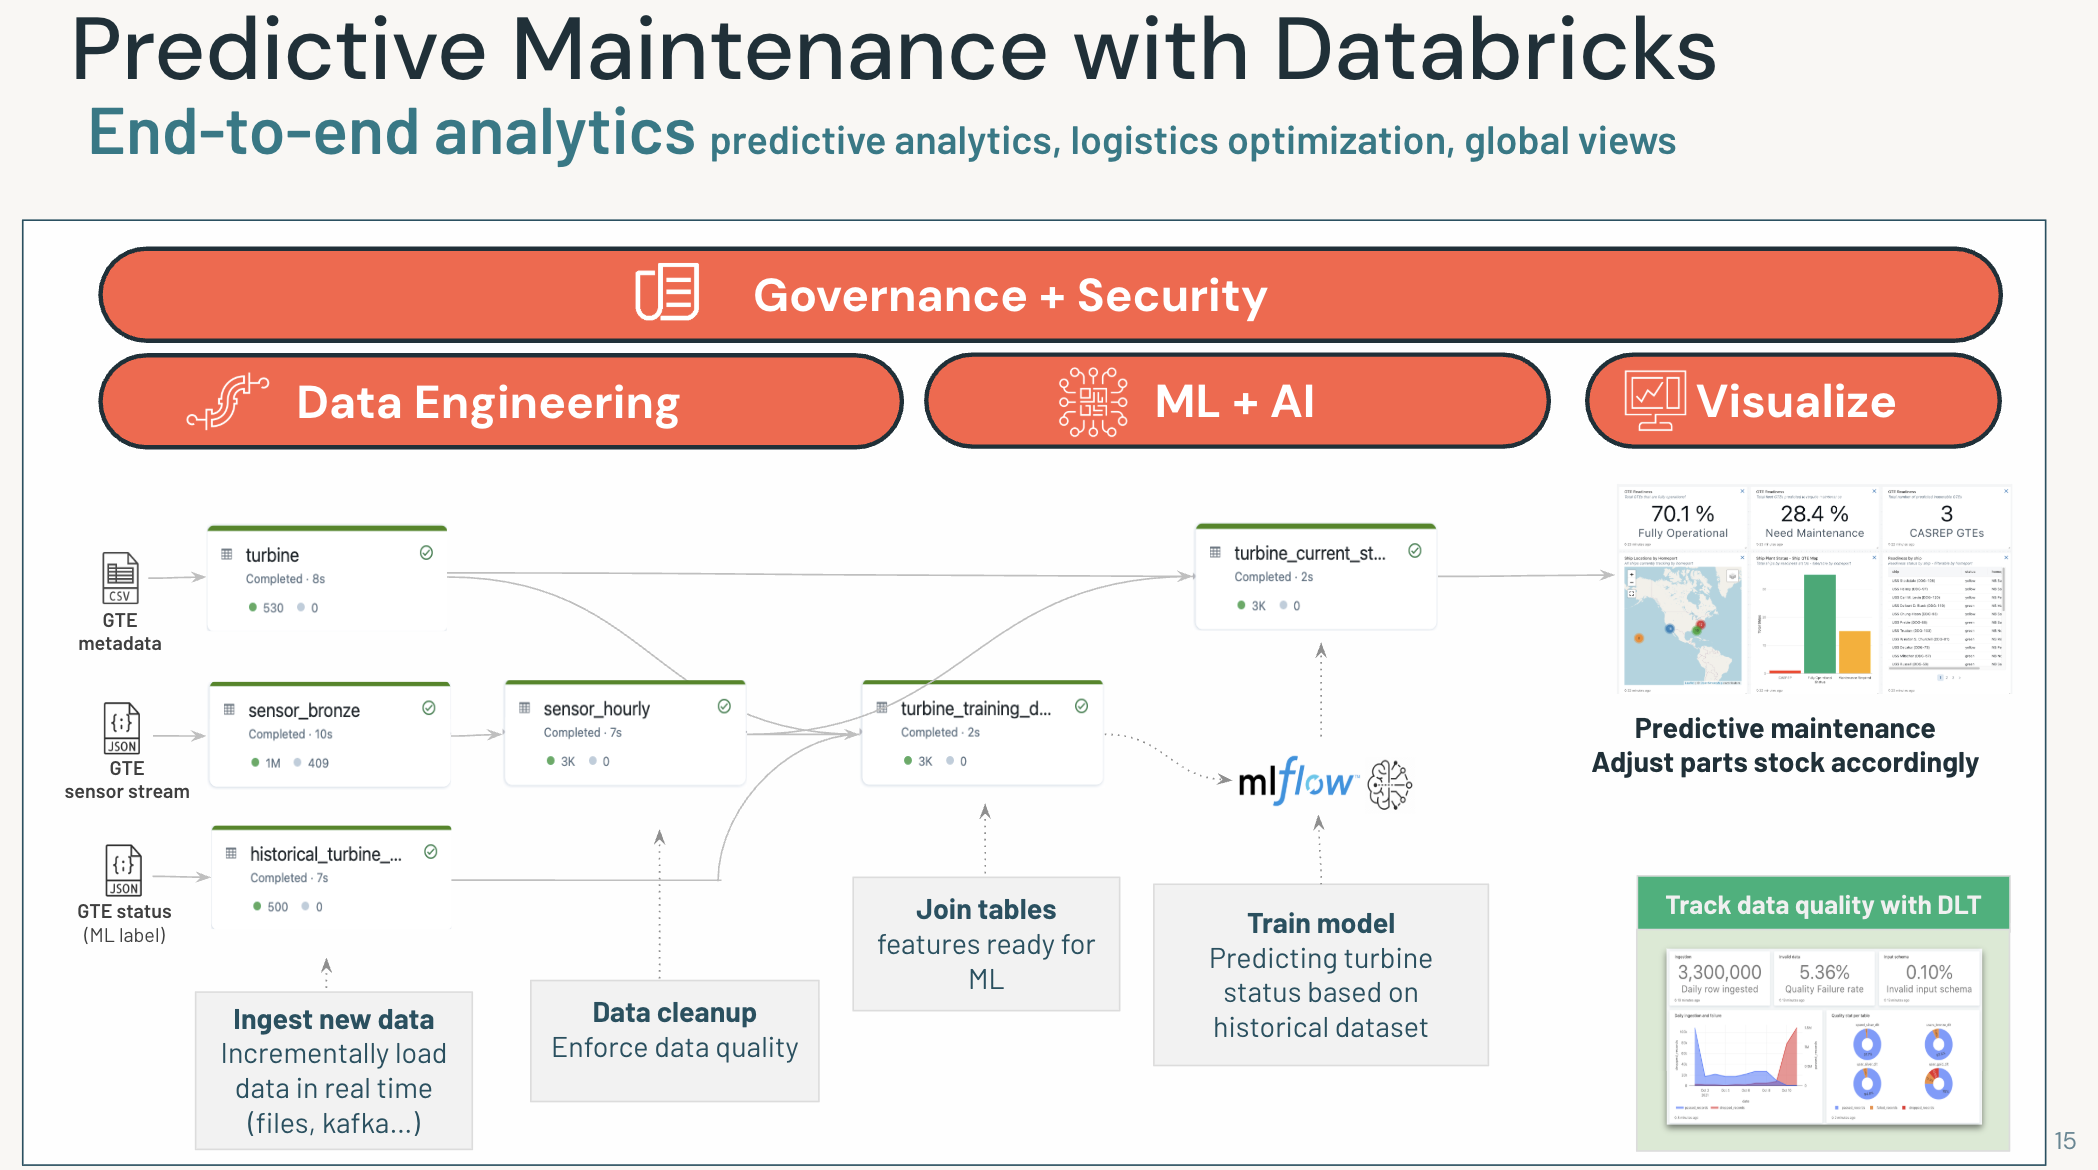 Predictive Maintenance with Databricks
End-to-end analytics predictive analytics, logistics optimization, global views
Governance + Security
Data Engineering
ML + AI
Visualize
CSV
GTE
metadata
turbine
Completed · 8s
530 0
turbine_current_st...
Completed · 2s
3K 0
GTE Readiness
70.1 %
Fully Operational
GTE Readiness
28.4 %
Need Maintenance
GTE Readiness
3
CASREP GTEs
JSON
GTE
sensor stream
sensor_bronze
Completed · 10s
1M 409
sensor_hourly
Completed · 7s
3K 0
turbine_training_d...
Completed · 2s
3K 0
mlflow
Predictive maintenance
Adjust parts stock accordingly
JSON
GTE status
(ML label)
historical_turbine_...
Completed · 7s
500 0
Ingest new data
Incrementally load
data in real time
(files, kafka...)
Data cleanup
Enforce data quality
Join tables
features ready for
ML
Train model
Predicting turbine
status based on
historical dataset
Track data quality with DLT
3,300,000
Daily row ingested
5.36%
Quality Failure rate
0.10%
Invalid input schema
15